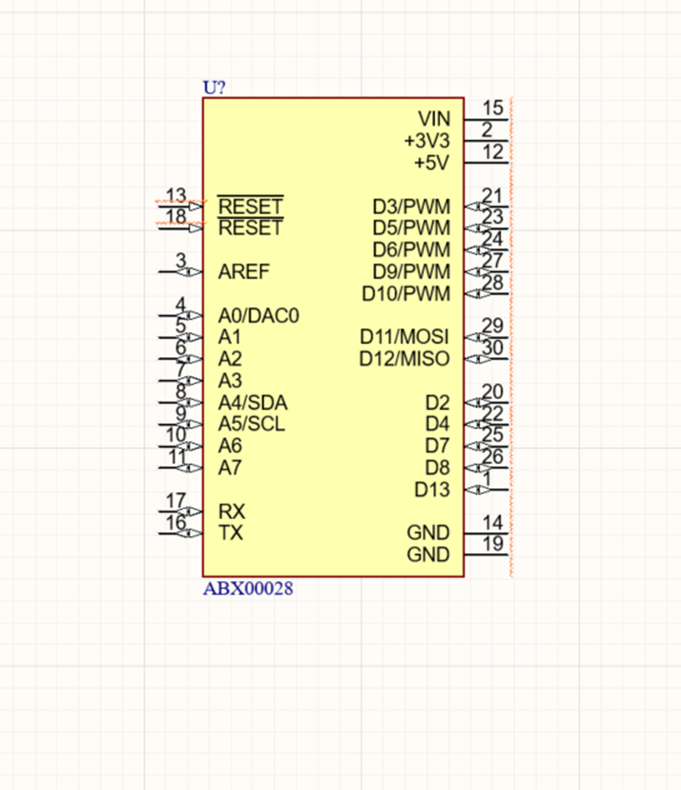 U?
VIN 15
+3V3 2
+5V 12
13 RESET D3/PWM 21
18 RESET D5/PWM 23
D6/PWM 24
3 AREF D9/PWM 27
D10/PWM 28
4 A0/DAC0
5 A1 D11/MOSI 29
6 A2 D12/MISO 30
7 A3
8 A4/SDA D2 20
9 A5/SCL D4 22
10 A6 D7 25
11 A7 D8 26
D13 1
17 RX
16 TX GND 14
GND 19
ABX00028